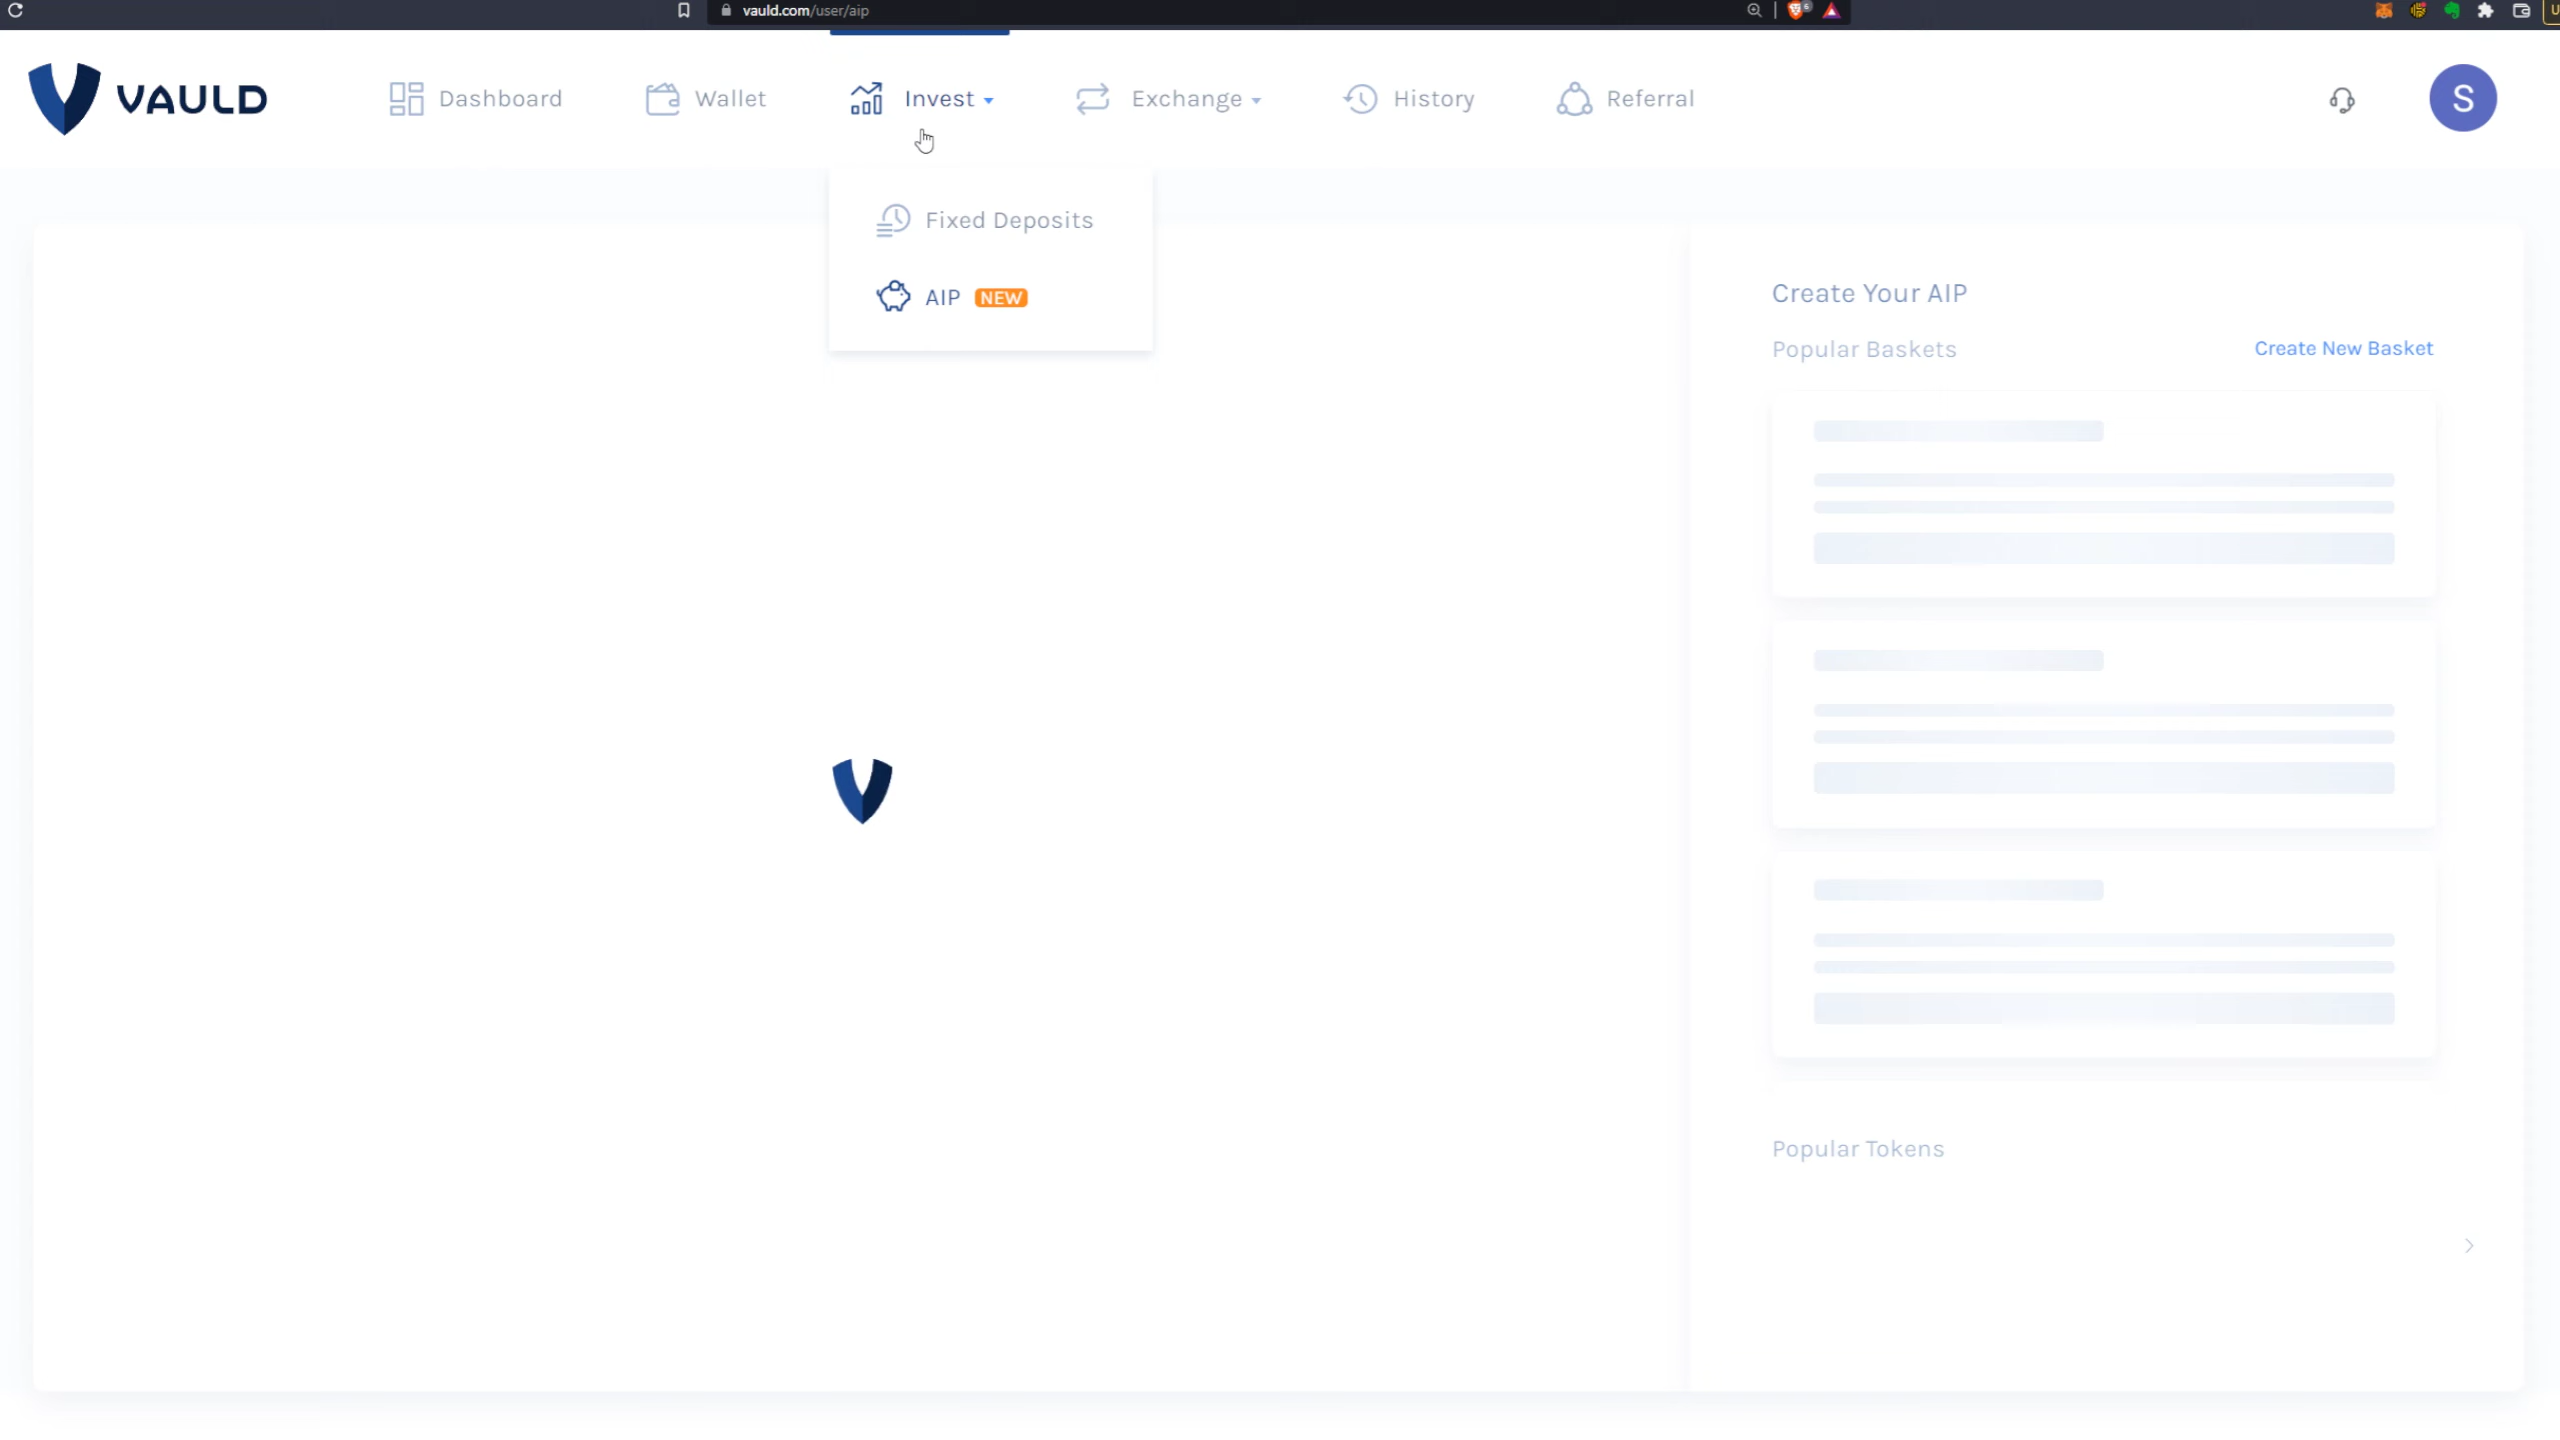 vauld.com/user/aip
6
U
VAULD
Dashboard
Wallet
Invest
Exchange
History
Referral
S
Fixed Deposits
AIP NEW
Create Your AIP
Popular Baskets
Create New Basket
Popular Tokens